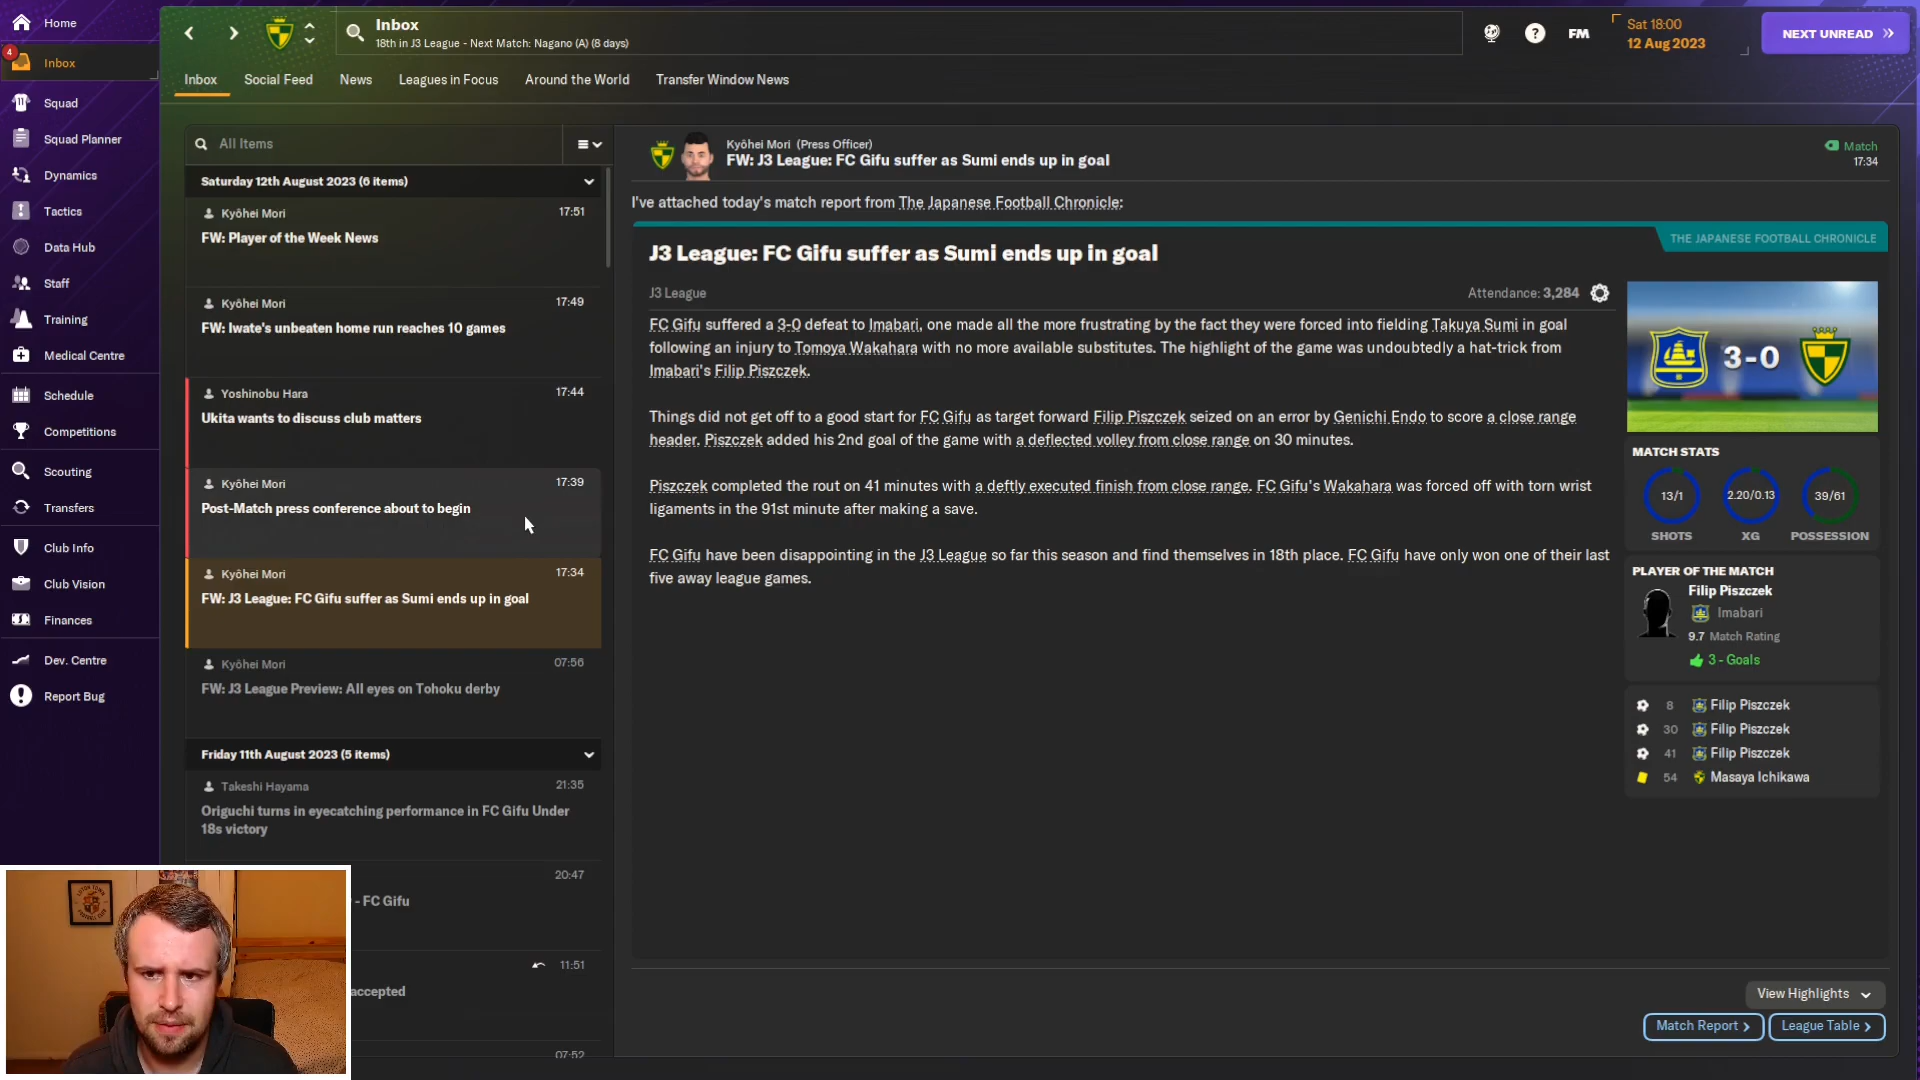 Home
4
Inbox
Squad
Squad Planner
Dynamics
Tactics
Data Hub
Staff
Training
Medical Centre
Schedule
Competitions
Scouting
Transfers
Club Info
Club Vision
Finances
Dev. Centre
Report Bug
Inbox
18th in J3 League - Next Match: Nagano (A) (8 days)
?
FM
Sat 18:00
12 Aug 2023
NEXT UNREAD
Inbox
Social Feed
News
Leagues in Focus
Around the World
Transfer Window News
All Items
Saturday 12th August 2023 (6 items)
Kyôhei Mori 17:51
FW: Player of the Week News
Kyôhei Mori 17:49
FW: Iwate's unbeaten home run reaches 10 games
Yoshinobu Hara 17:44
Ukita wants to discuss club matters
Kyôhei Mori 17:39
Post-Match press conference about to begin
Kyôhei Mori 17:34
FW: J3 League: FC Gifu suffer as Sumi ends up in goal
Kyôhei Mori 07:56
FW: J3 League Preview: All eyes on Tohoku derby
Friday 11th August 2023 (5 items)
Takeshi Hayama 21:35
Origuchi turns in eyecatching performance in FC Gifu Under
18s victory
20:47
- FC Gifu
11:51
accepted
07:52
Kyôhei Mori (Press Officer)
FW: J3 League: FC Gifu suffer as Sumi ends up in goal
Match
17:34
I've attached today's match report from The Japanese Football Chronicle:
THE JAPANESE FOOTBALL CHRONICLE
J3 League: FC Gifu suffer as Sumi ends up in goal
J3 League
Attendance: 3,284
FC Gifu suffered a 3-0 defeat to Imabari, one made all the more frustrating by the fact they were forced into fielding Takuya Sumi in goal
following an injury to Tomoya Wakahara with no more available substitutes. The highlight of the game was undoubtedly a hat-trick from
Imabari's Filip Piszczek.
Things did not get off to a good start for FC Gifu as target forward Filip Piszczek seized on an error by Genichi Endo to score a close range
header. Piszczek added his 2nd goal of the game with a deflected volley from close range on 30 minutes.
Piszczek completed the rout on 41 minutes with a deftly executed finish from close range. FC Gifu's Wakahara was forced off with torn wrist
ligaments in the 91st minute after making a save.
FC Gifu have been disappointing in the J3 League so far this season and find themselves in 18th place. FC Gifu have only won one of their last
five away league games.
3-0
MATCH STATS
13/1
2.20/0.13
39/61
SHOTS
XG
POSSESSION
PLAYER OF THE MATCH
Filip Piszczek
Imabari
9.7 Match Rating
3 - Goals
8 Filip Piszczek
30 Filip Piszczek
41 Filip Piszczek
54 Masaya Ichikawa
View Highlights
Match Report
League Table